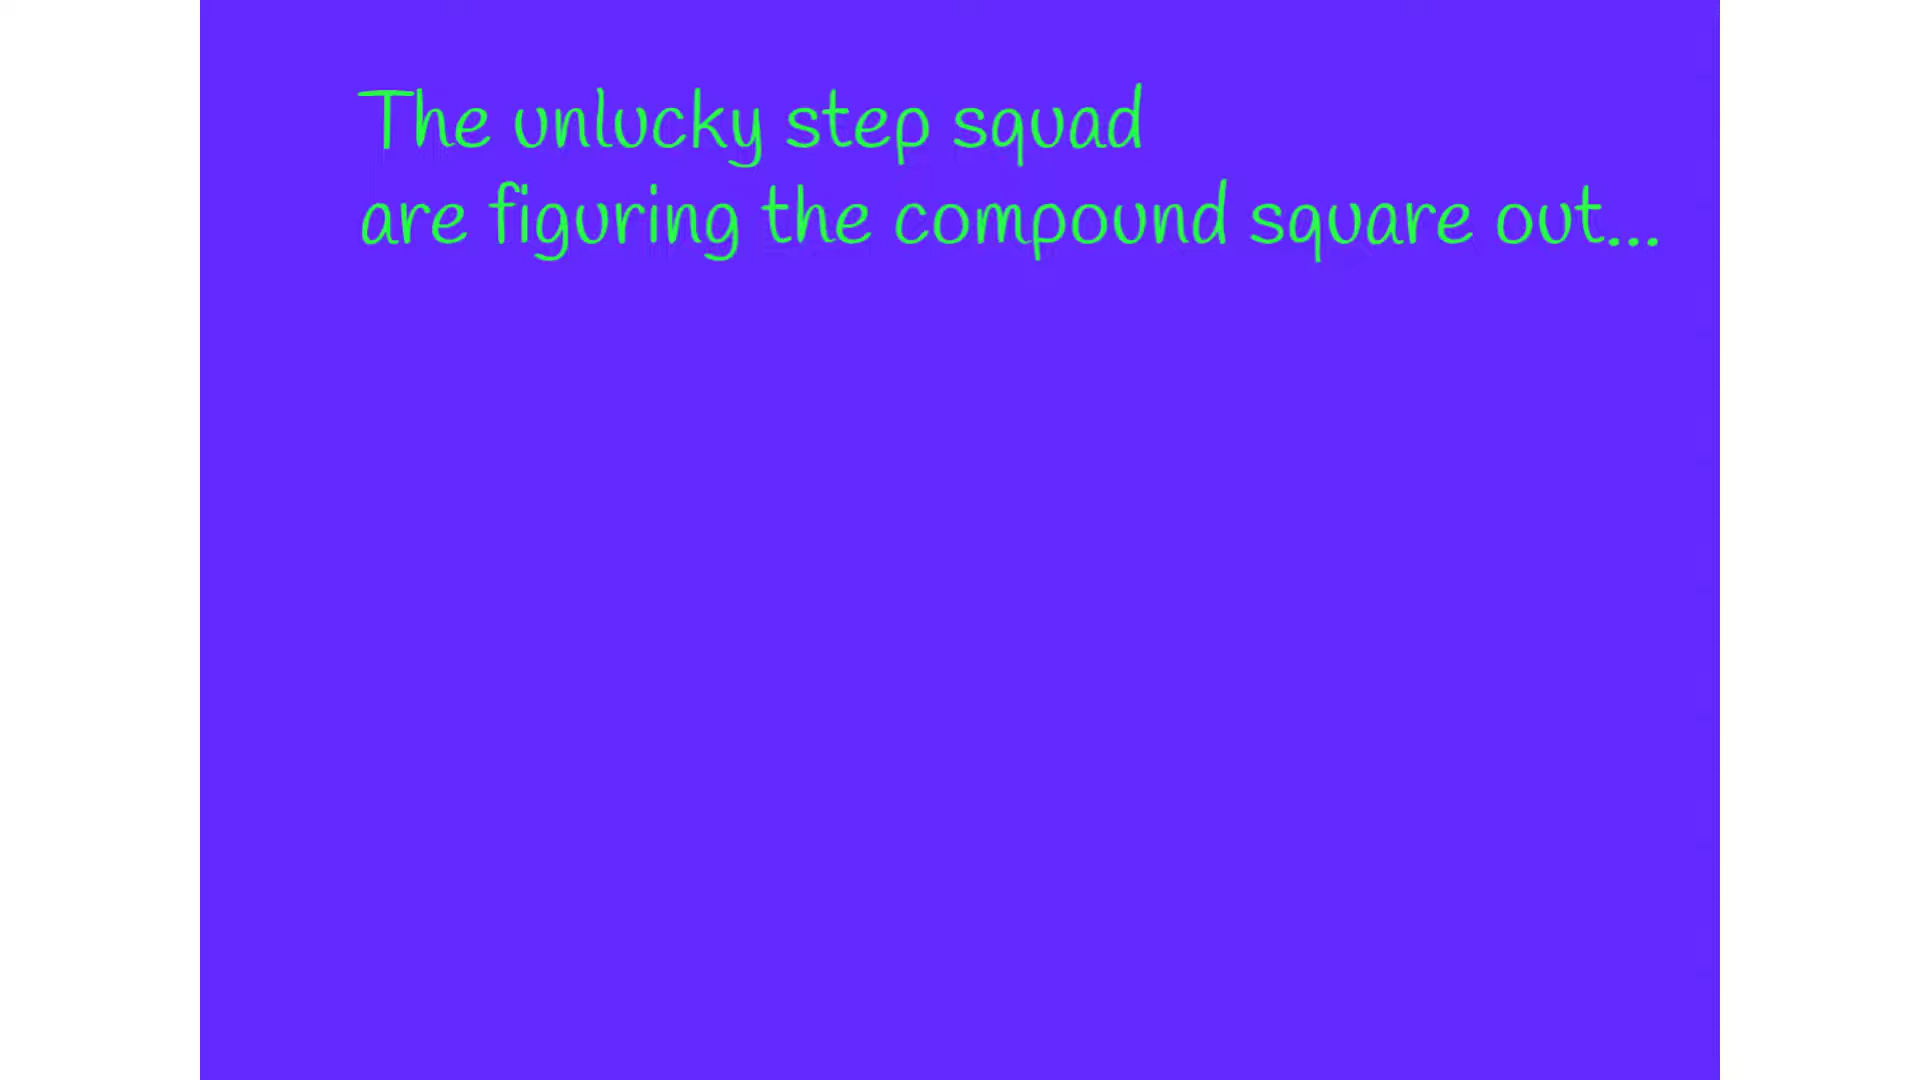 The unlucky step squad
are figuring the compound square out...